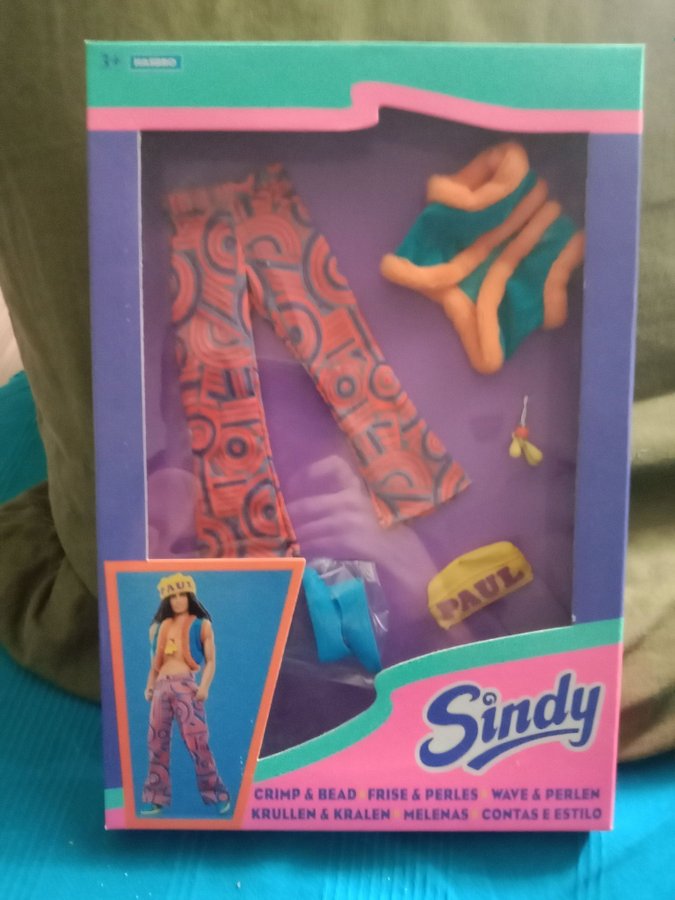 3+ HASBRO
PAUL
PAUL
Sindy
CRIMP & BEAD FRISE & PERLES WAVE & PERLEN
KRULLEN & KRALEN MELENAS CONTAS E ESTILO